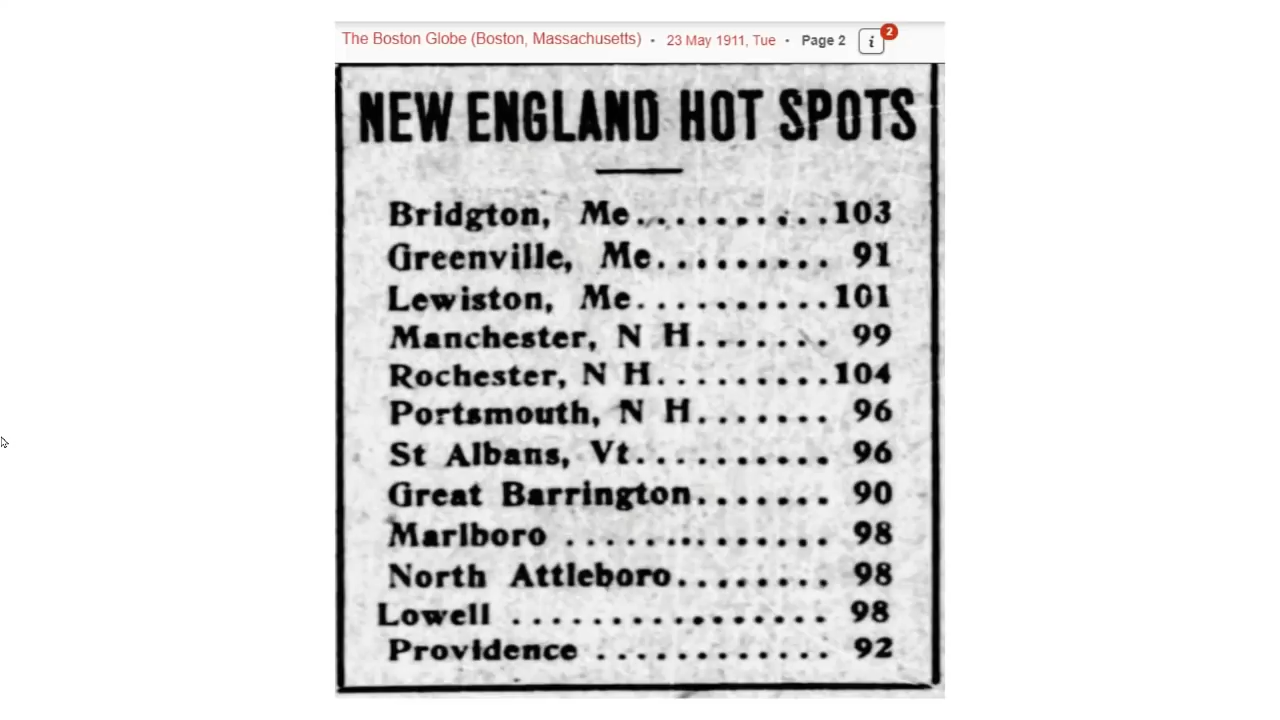 The Boston Globe (Boston, Massachusetts) · 23 May 1911, Tue · Page 2 i 2
NEW ENGLAND HOT SPOTS
Bridgton, Me..........103
Greenville, Me......... 91
Lewiston, Me..........101
Manchester, N H....... 99
Rochester, N H.........104
Portsmouth, N H....... 96
St Albans, Vt.......... 96
Great Barrington....... 90
Marlboro ............. 98
North Attleboro........ 98
Lowell ................ 98
Providence ............ 92